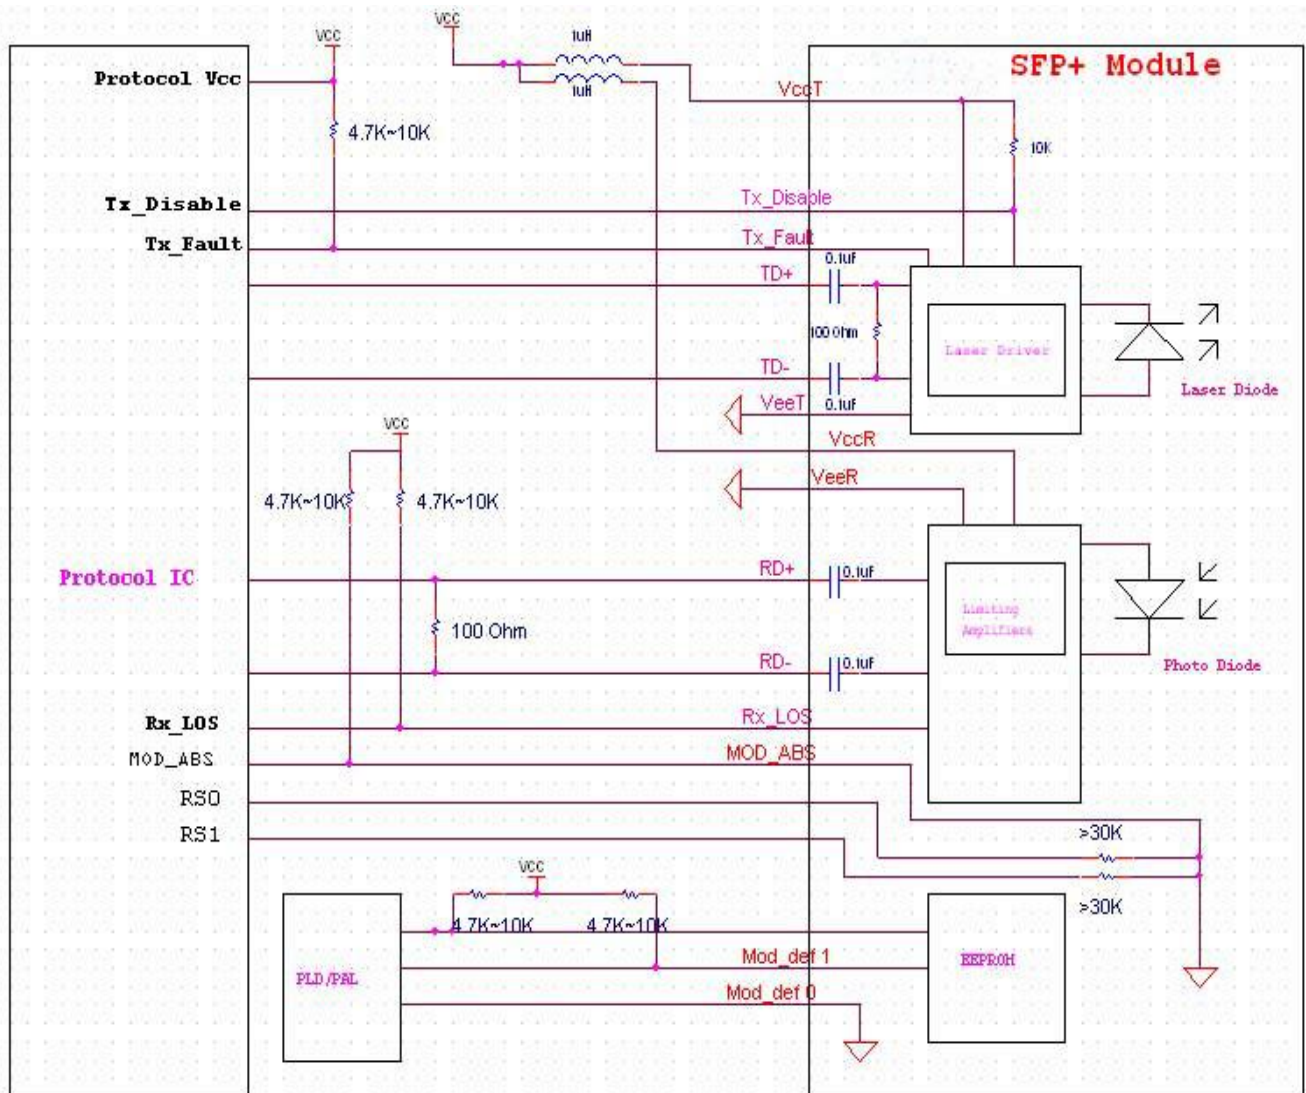 VCC
VCC
1uH
SFP+ Module
Protocol Vcc
1uH
VccT
4.7K~10K
10K
Tx_Disable
Tx_Disable
Tx_Fault
Tx_Fault
0.1uf
TD+
100 Ohm
Laser Driver
TD-
Laser Diode
VeeT
0.1uf
VCC
VccR
VeeR
4.7K~10K
4.7K~10K
Protocol IC
RD+
0.1uf
Limiting
Amplifiers
100 Ohm
RD-
0.1uf
Photo Diode
Rx_LOS
Rx_LOS
MOD_ABS
MOD_ABS
RS0
RS1
>30K
VCC
>30K
4.7K~10K
4.7K~10K
Mod_def 1
EEPROM
PLD/PAL
Mod_def 0